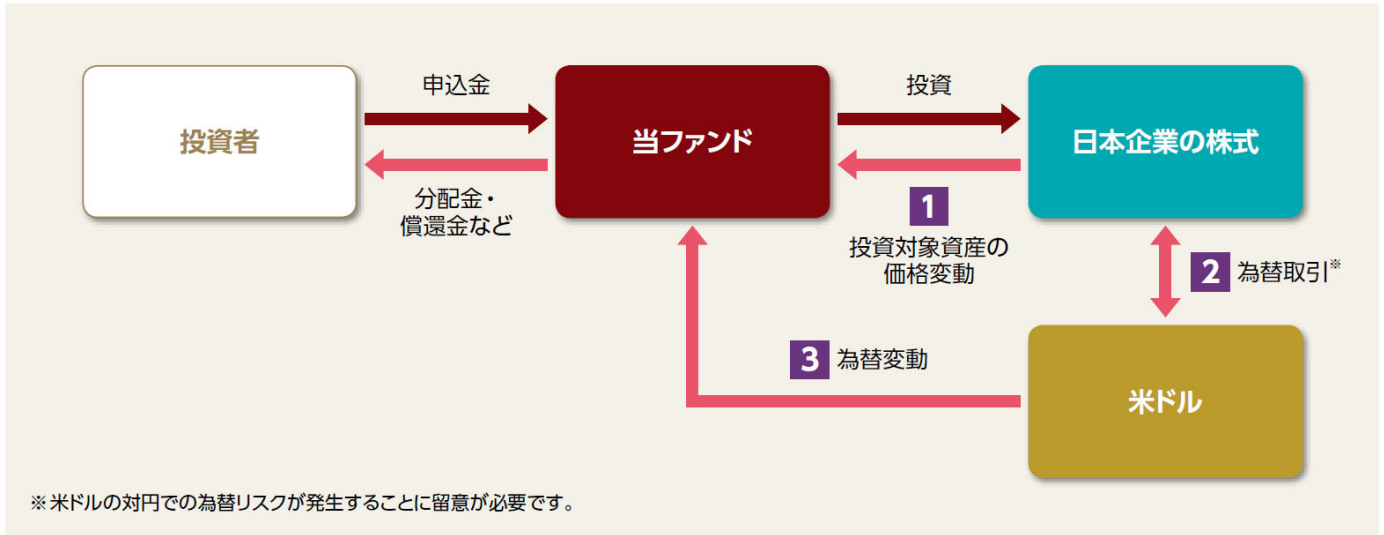 申込金
投資
投資者
当ファンド
日本企業の株式
分配金・
償還金など
1
投資対象資産の
価格変動
2 為替取引※
3 為替変動
米ドル
※米ドルの対円での為替リスクが発生することに留意が必要です。